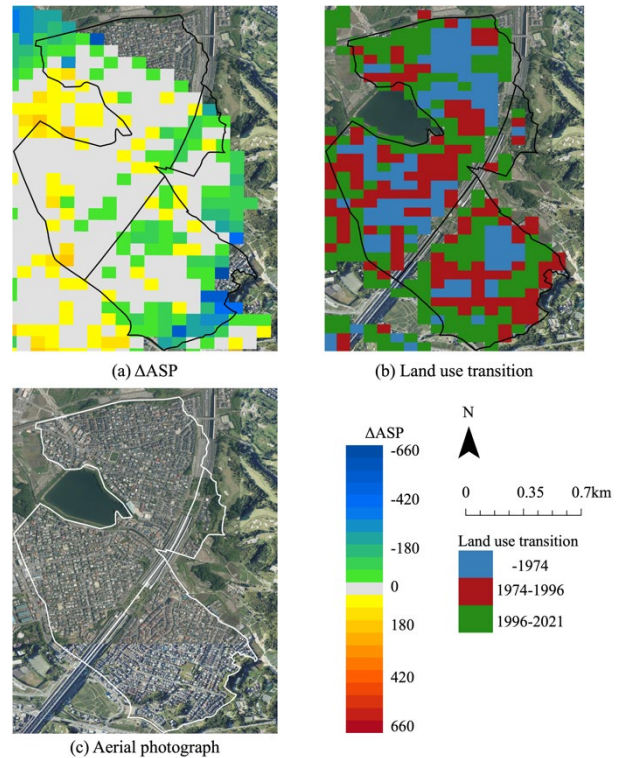 (a) ΔASP
(b) Land use transition
(c) Aerial photograph
ΔASP
-660
-420
-180
0
180
420
660
N
0 0.35 0.7km
Land use transition
-1974
1974-1996
1996-2021